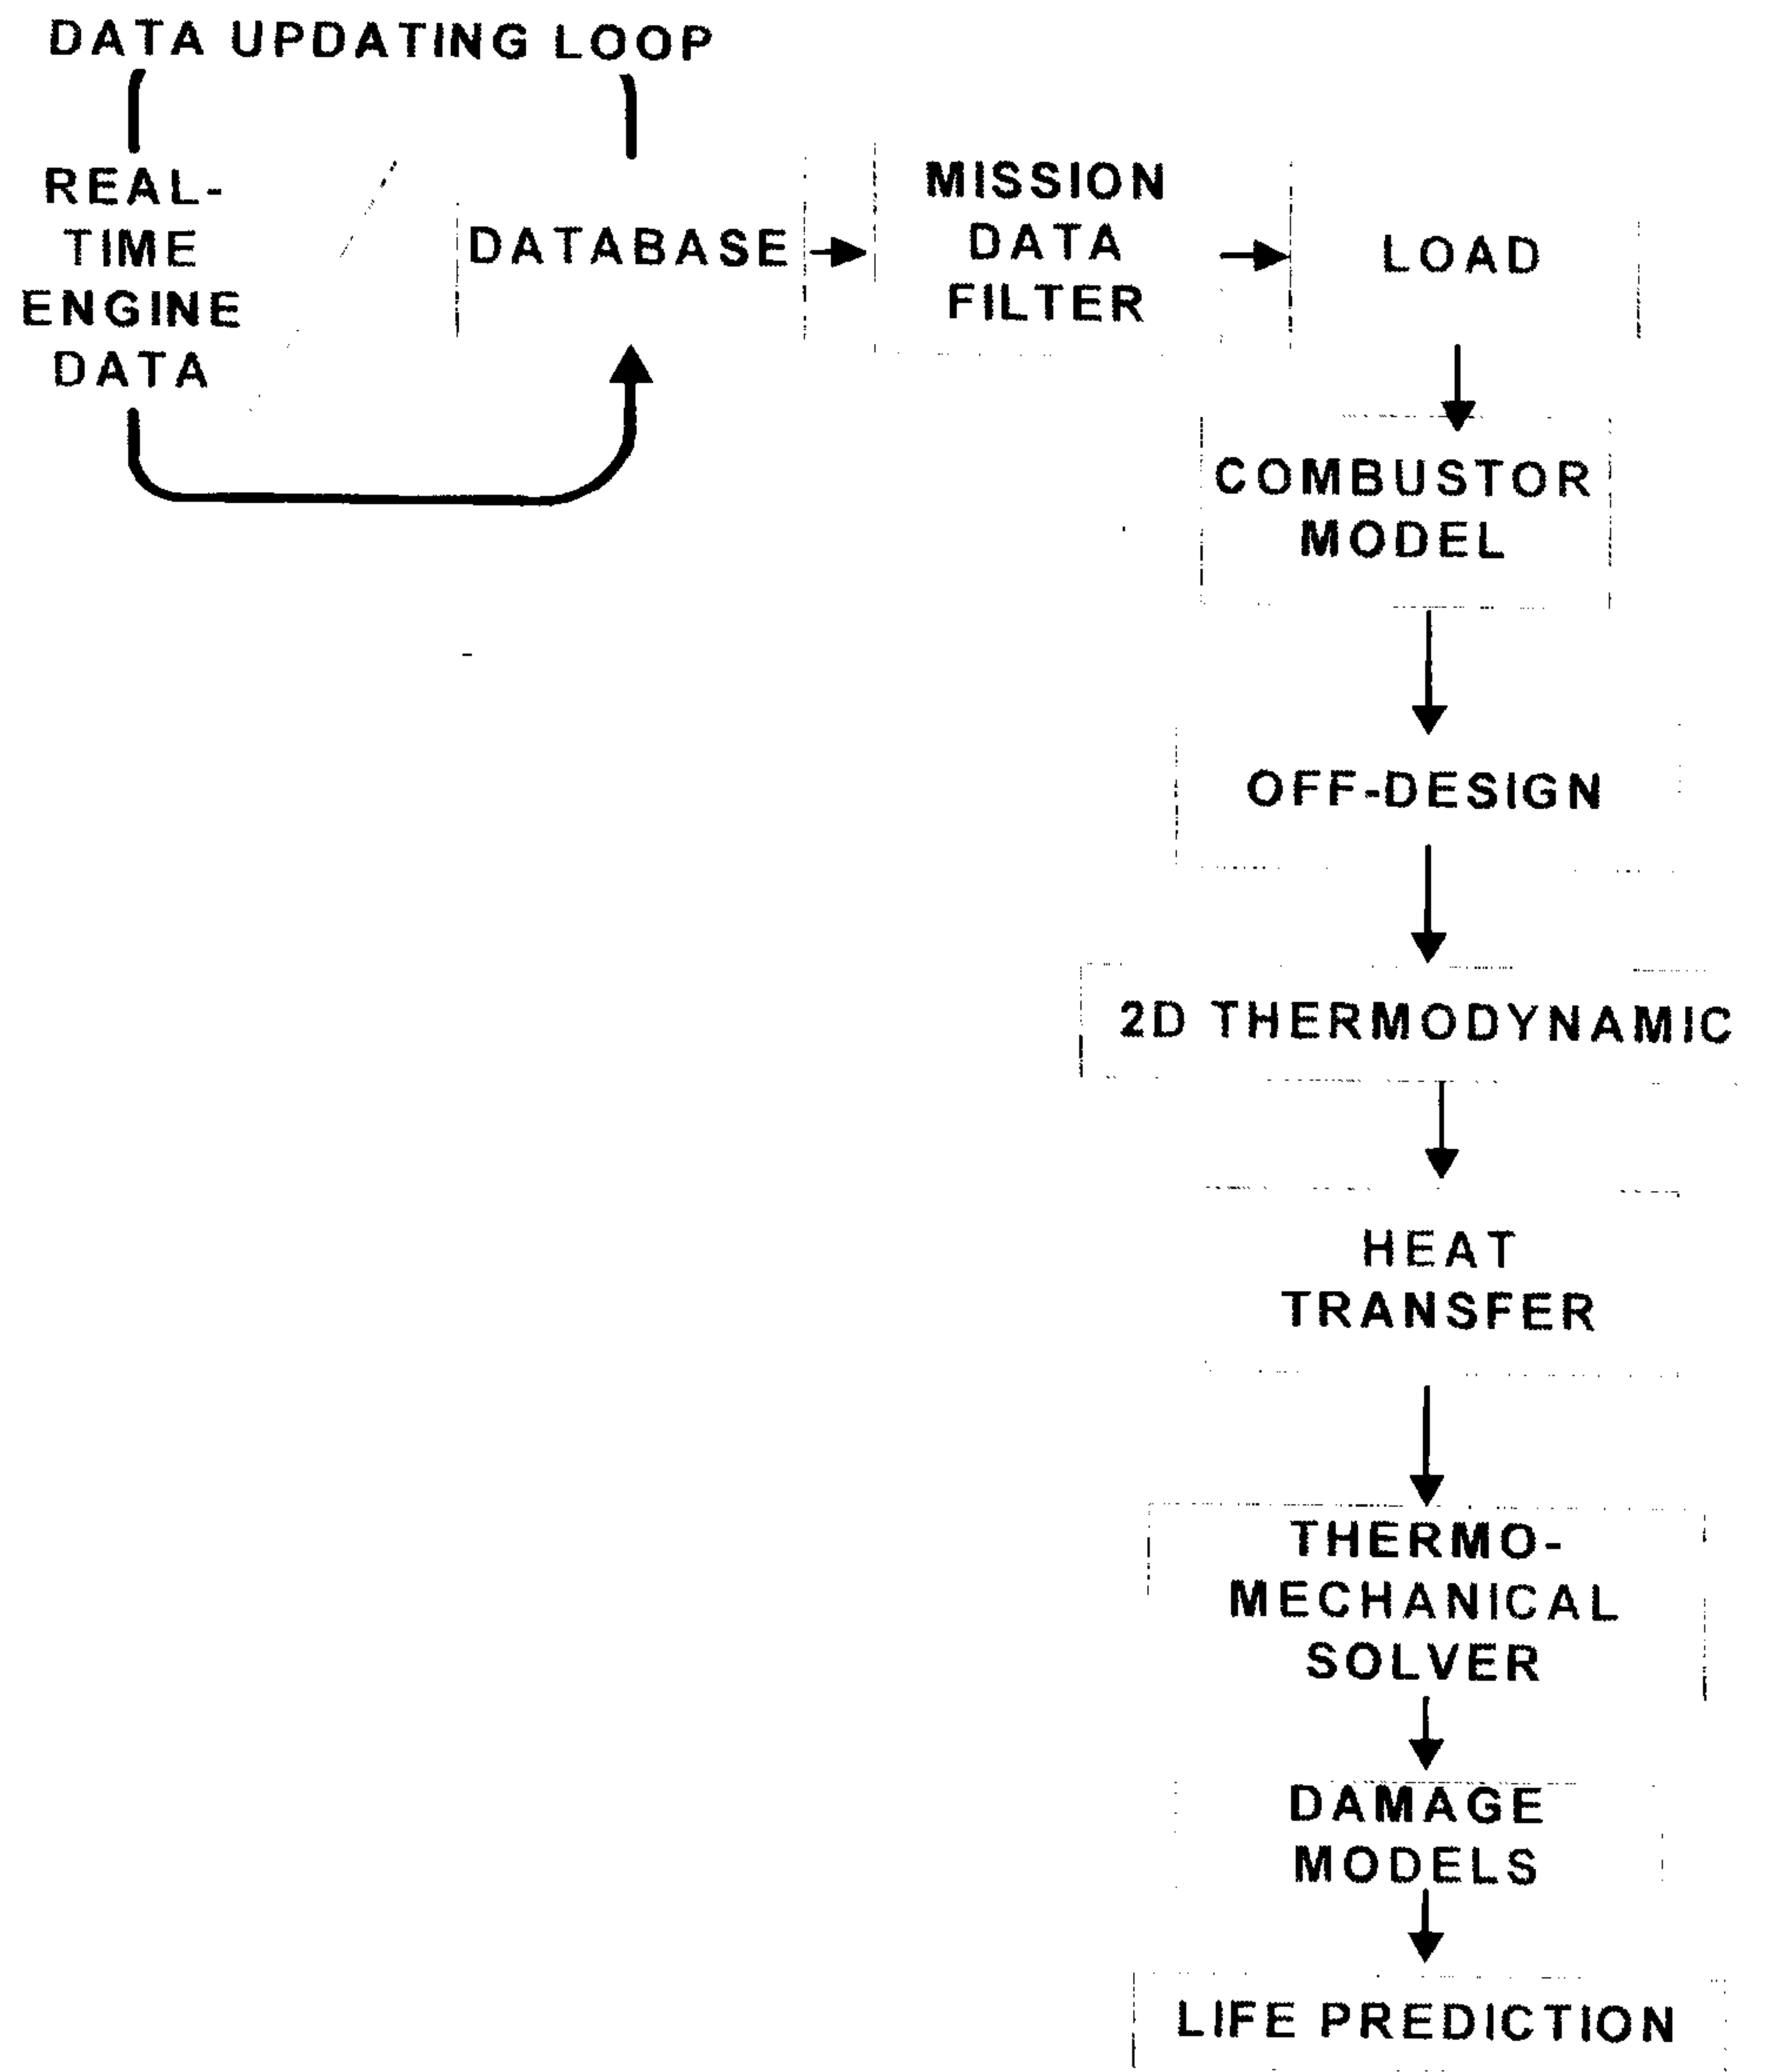 DATA UPDATING LOOP
REAL-
TIME
ENGINE
DATA
DATABASE
MISSION
DATA
FILTER
LOAD
COMBUSTOR
MODEL
OFF-DESIGN
2D THERMODYNAMIC
HEAT
TRANSFER
THERMO-
MECHANICAL
SOLVER
DAMAGE
MODELS
LIFE PREDICTION